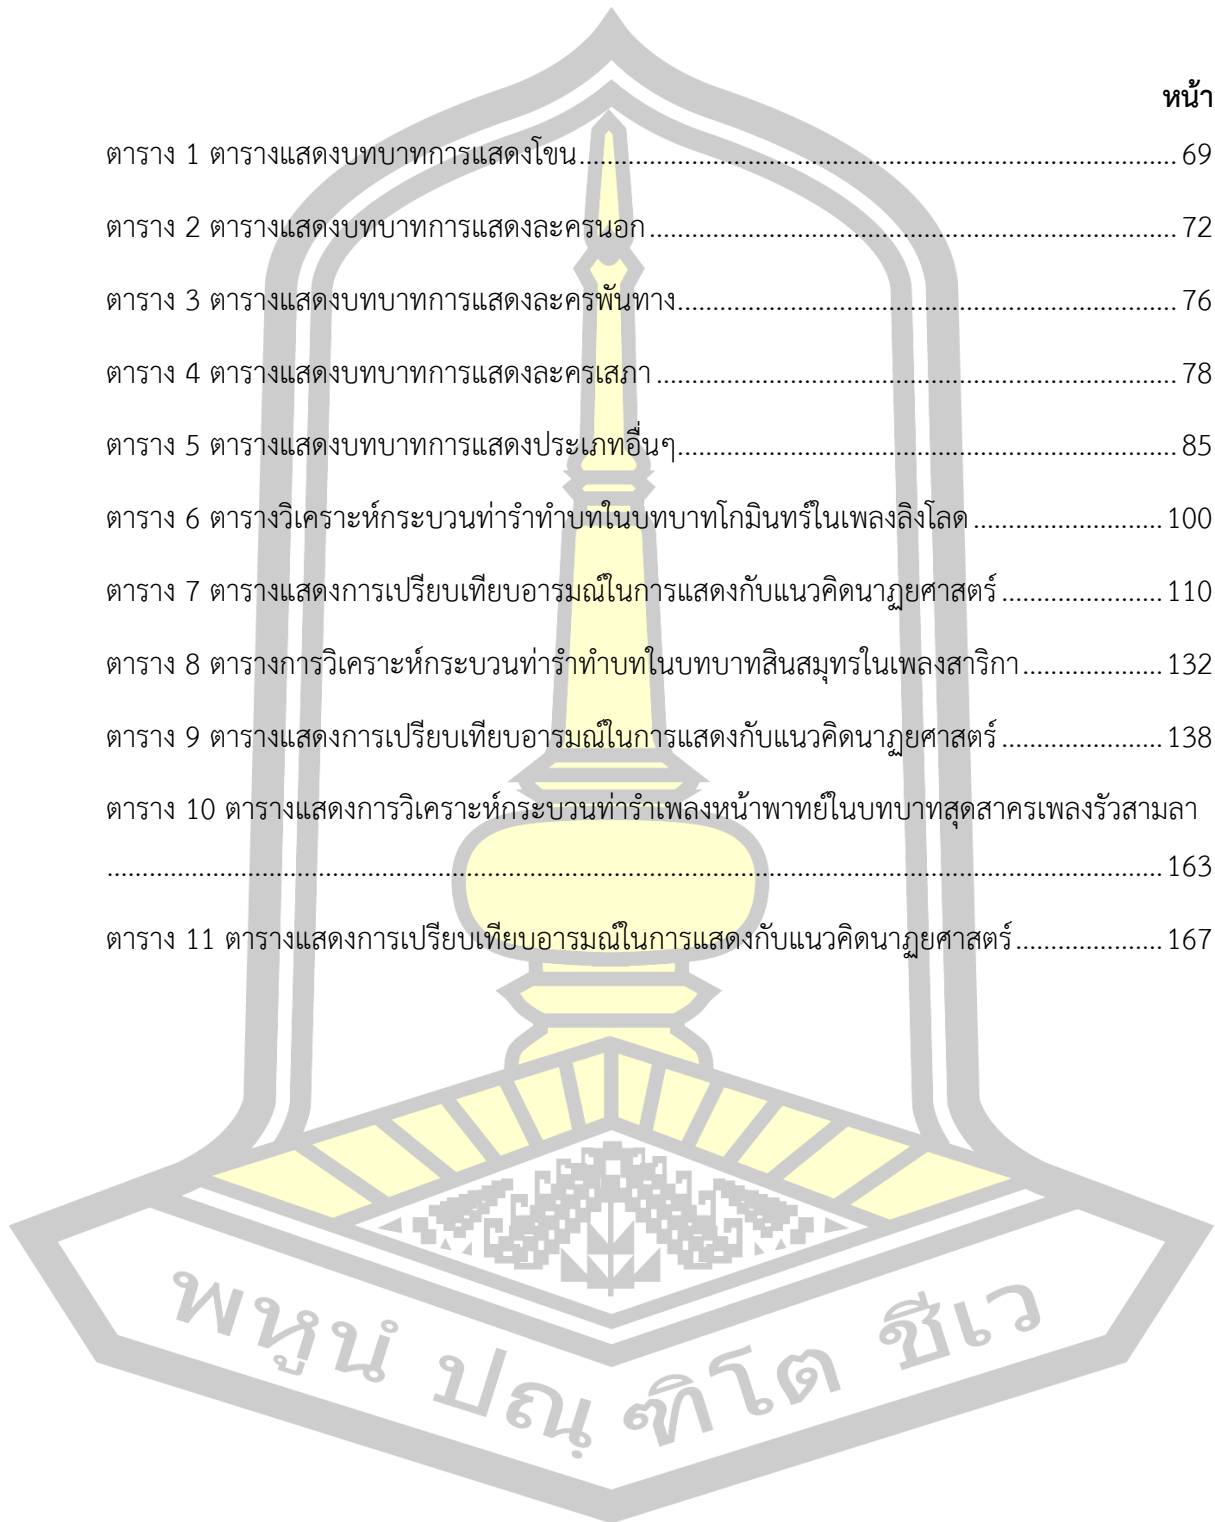 หน้า
ตาราง 1 ตารางแสดงบทบาทการแสดงโขน.......................................................................................... 69
ตาราง 2 ตารางแสดงบทบาทการแสดงละครนอก................................................................................ 72
ตาราง 3 ตารางแสดงบทบาทการแสดงละครพันทาง............................................................................ 76
ตาราง 4 ตารางแสดงบทบาทการแสดงละครเสภา............................................................................... 78
ตาราง 5 ตารางแสดงบทบาทการแสดงประเภทอื่นๆ............................................................................ 85
ตาราง 6 ตารางวิเคราะห์กระบวนท่ารำทำบทในบทบาทโกมินทร์ในเพลงลิงโลด............................ 100
ตาราง 7 ตารางแสดงการเปรียบเทียบอารมณ์ในการแสดงกับแนวคิดนาฏยศาสตร์........................ 110
ตาราง 8 ตารางการวิเคราะห์กระบวนท่ารำทำบทในบทบาทสินสมุทรในเพลงสาริกา..................... 132
ตาราง 9 ตารางแสดงการเปรียบเทียบอารมณ์ในการแสดงกับแนวคิดนาฏยศาสตร์........................ 138
ตาราง 10 ตารางแสดงการวิเคราะห์กระบวนท่ารำเพลงหน้าพาทย์ในบทบาทสุดสาครเพลงรัวสามลา
........................................................................................................................................................ 163
ตาราง 11 ตารางแสดงการเปรียบเทียบอารมณ์ในการแสดงกับแนวคิดนาฏยศาสตร์...................... 167
พหูนํ ปณฺ ฑิโต ชีเว